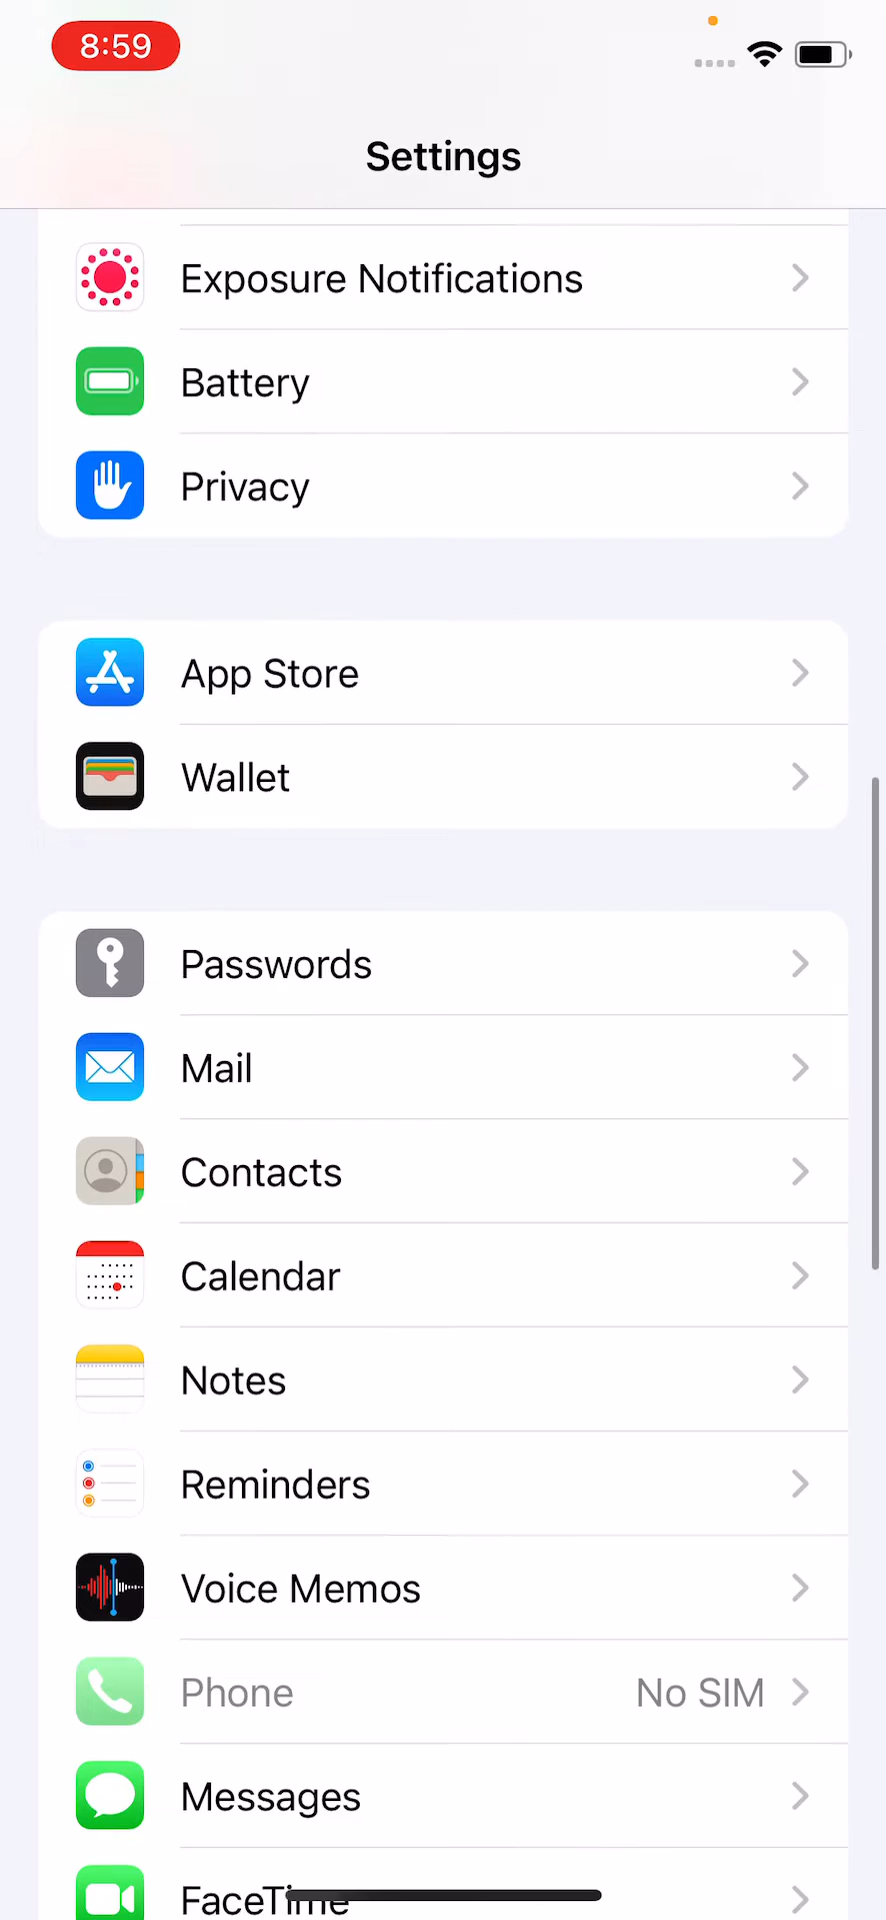 8:59
Settings
Exposure Notifications
Battery
Privacy
App Store
Wallet
Passwords
Mail
Contacts
Calendar
Notes
Reminders
Voice Memos
Phone No SIM
Messages
FaceTime